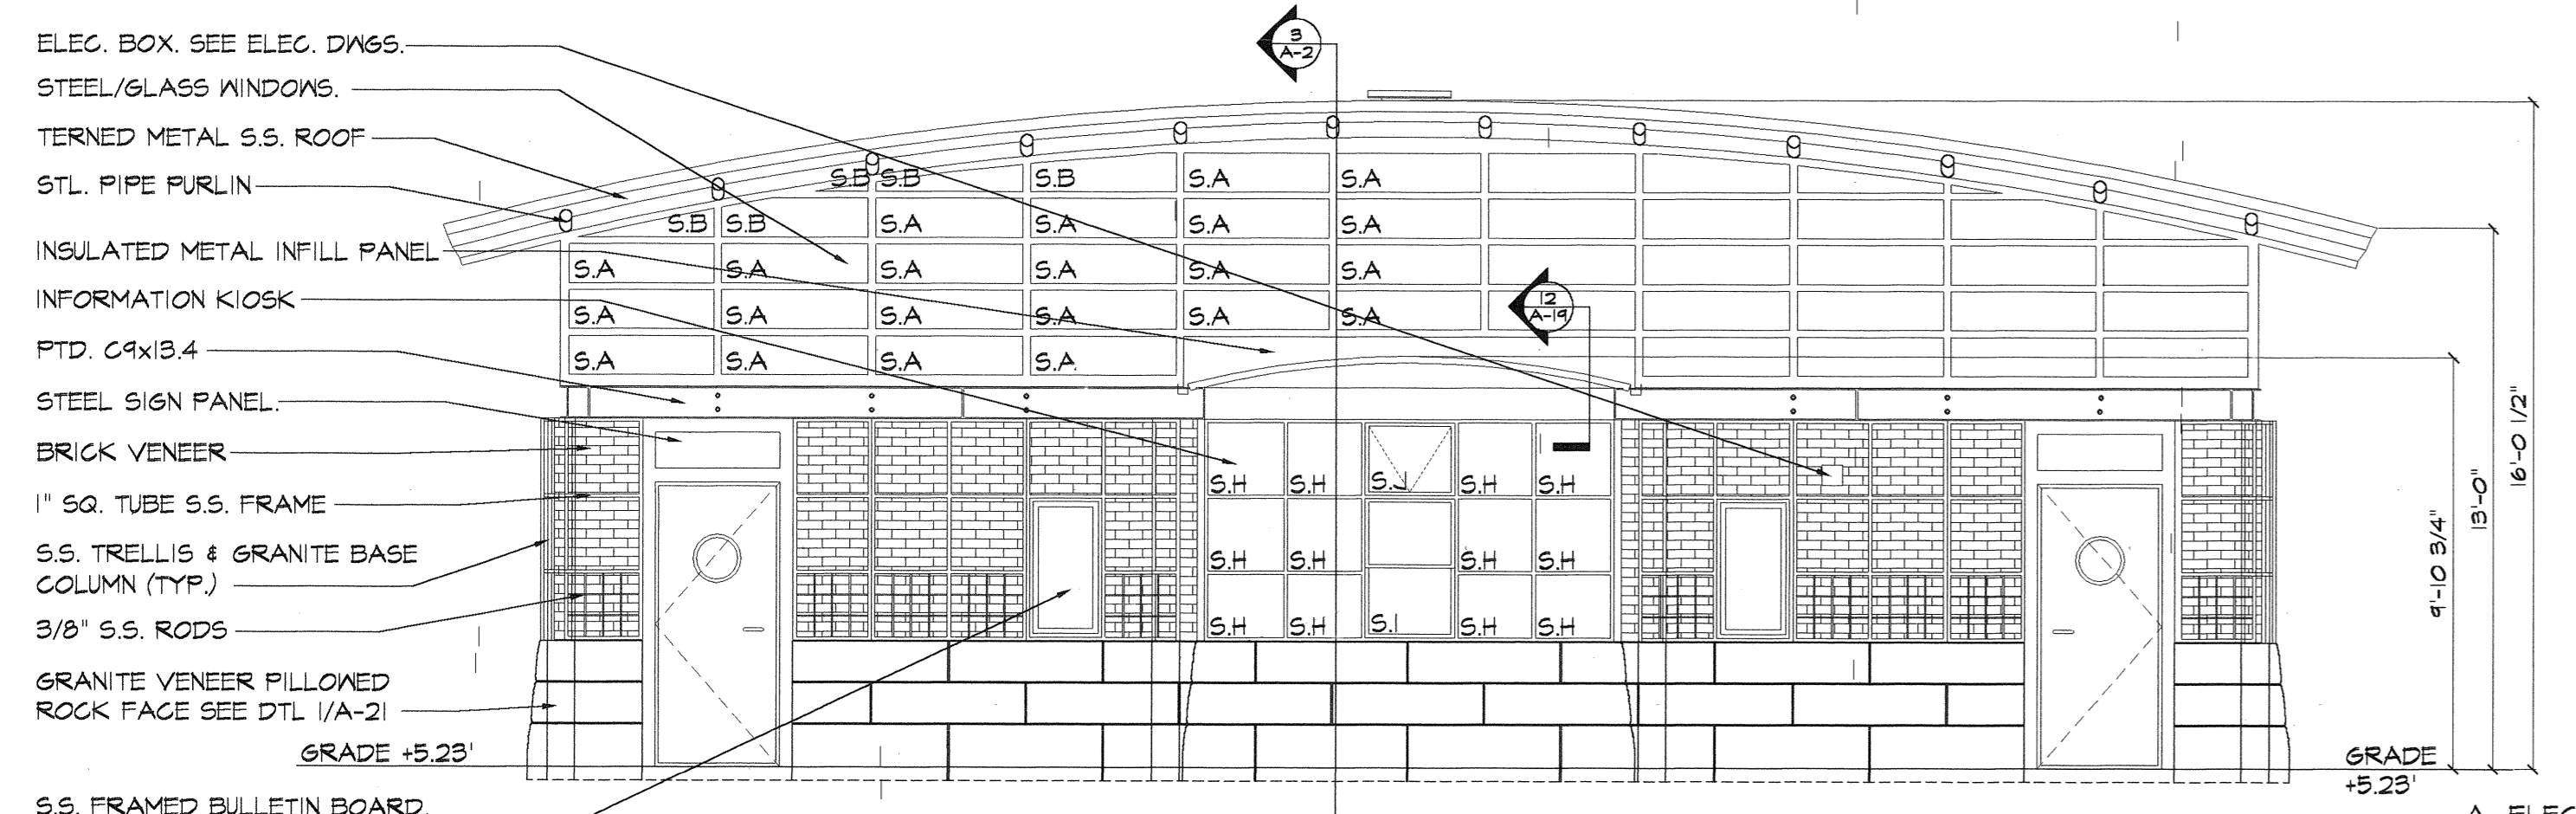 ELEC. BOX. SEE ELEC. DWGS.
STEEL/GLASS WINDOWS.
TERNED METAL S.S. ROOF
STL. PIPE PURLIN
INSULATED METAL INFILL PANEL
INFORMATION KIOSK
PTD. C9x13.4
STEEL SIGN PANEL.
BRICK VENEER
1" SQ. TUBE S.S. FRAME
S.S. TRELLIS & GRANITE BASE
COLUMN (TYP.)
3/8" S.S. RODS
GRANITE VENEER PILLOWED
ROCK FACE SEE DTL 1/A-21
GRADE +5.23'
S.S. FRAMED BULLETIN BOARD.
3
A-2
S.B S.B S.B S.A S.A
S.B S.B S.A S.A S.A S.A
S.A S.A S.A S.A S.A S.A
S.A S.A S.A S.A S.A S.A
S.A S.A S.A S.A
12
A-19
S.H S.H S.J S.H S.H
S.H S.H S.H S.H
S.H S.H S.I S.H S.H
9'-10 3/4"
13'-0"
16'-0 1/2"
GRADE
+5.23'